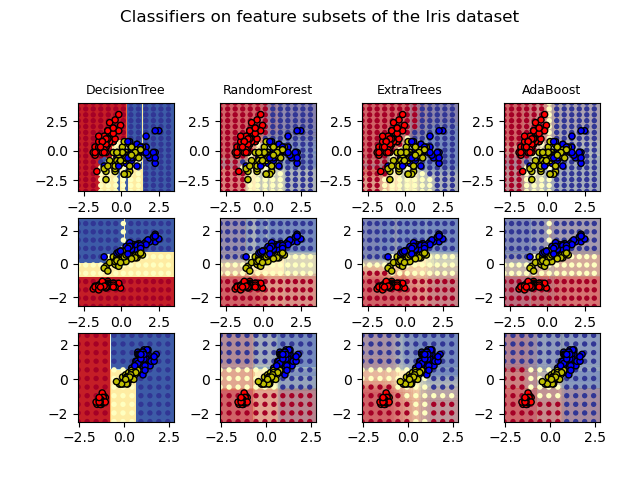 Classifiers on feature subsets of the Iris dataset
DecisionTree RandomForest ExtraTrees AdaBoost
2.5 2.5 2.5 2.5
0.0 0.0 0.0 0.0
−2.5 −2.5 −2.5 −2.5
−2.5 0.0 2.5 −2.5 0.0 2.5 −2.5 0.0 2.5 −2.5 0.0 2.5
2 2 2 2
0 0 0 0
−2 −2 −2 −2
−2.5 0.0 2.5 −2.5 0.0 2.5 −2.5 0.0 2.5 −2.5 0.0 2.5
2 2 2 2
0 0 0 0
−2 −2 −2 −2
−2.5 0.0 2.5 −2.5 0.0 2.5 −2.5 0.0 2.5 −2.5 0.0 2.5